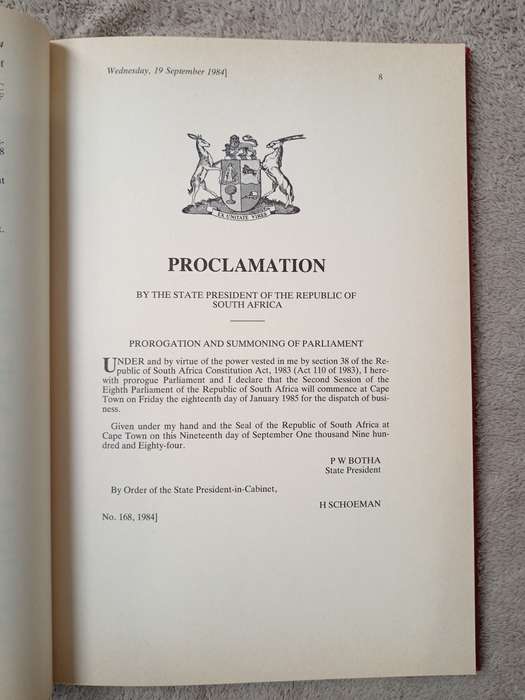 Wednesday, 19 September 1984]
8
EX UNITATE VIRES
PROCLAMATION
BY THE STATE PRESIDENT OF THE REPUBLIC OF
SOUTH AFRICA
PROROGATION AND SUMMONING OF PARLIAMENT
UNDER and by virtue of the power vested in me by section 38 of the Re-
public of South Africa Constitution Act, 1983 (Act 110 of 1983), I here-
with prorogue Parliament and I declare that the Second Session of the
Eighth Parliament of the Republic of South Africa will commence at Cape
Town on Friday the eighteenth day of January 1985 for the dispatch of busi-
ness.
Given under my hand and the Seal of the Republic of South Africa at
Cape Town on this Nineteenth day of September One thousand Nine hun-
dred and Eighty-four.
P W BOTHA
State President
By Order of the State President-in-Cabinet,
H SCHOEMAN
No. 168, 1984]